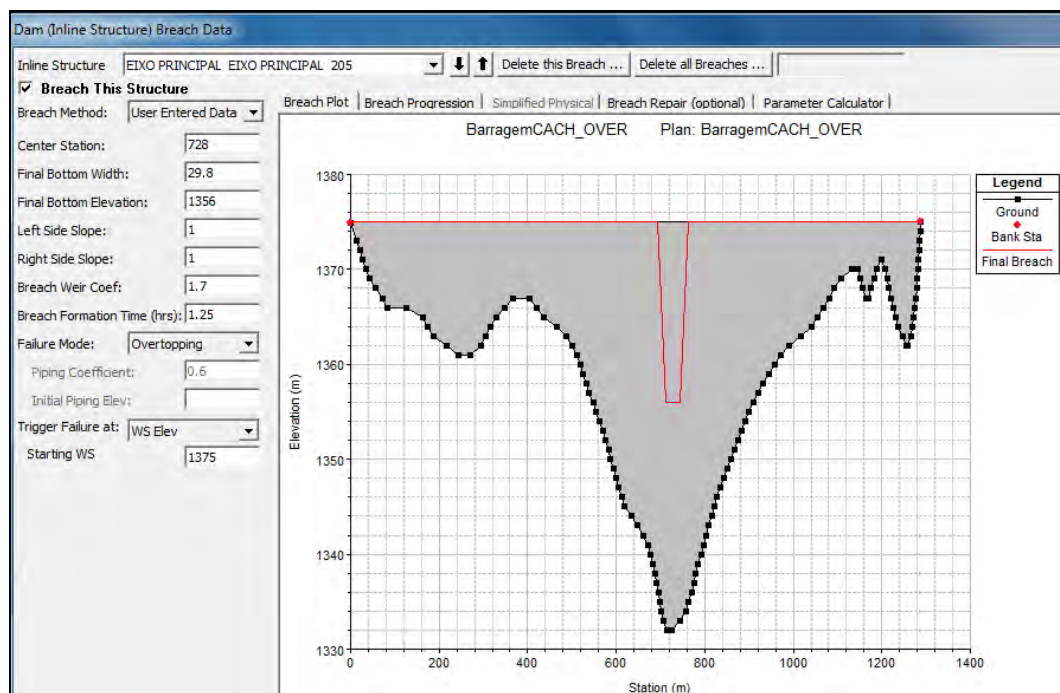 Dam (Inline Structure) Breach Data
Inline Structure EIXO PRINCIPAL EIXO PRINCIPAL 205 Delete this Breach ... Delete all Breaches ...
Breach This Structure
Breach Method: User Entered Data
Center Station: 728
Final Bottom Width: 29.8
Final Bottom Elevation: 1356
Left Side Slope: 1
Right Side Slope: 1
Breach Weir Coef: 1.7
Breach Formation Time (hrs): 1.25
Failure Mode: Overtopping
Piping Coefficient: 0.6
Initial Piping Elev:
Trigger Failure at: WS Elev
Starting WS 1375
Breach Plot Breach Progression Simplified Physical Breach Repair (optional) Parameter Calculator
BarragemCACH_OVER Plan: BarragemCACH_OVER
1380
1370
1360
1350
1340
1330
Elevation (m)
0 200 400 600 800 1000 1200 1400
Station (m)
Legend
Ground
Bank Sta
Final Breach